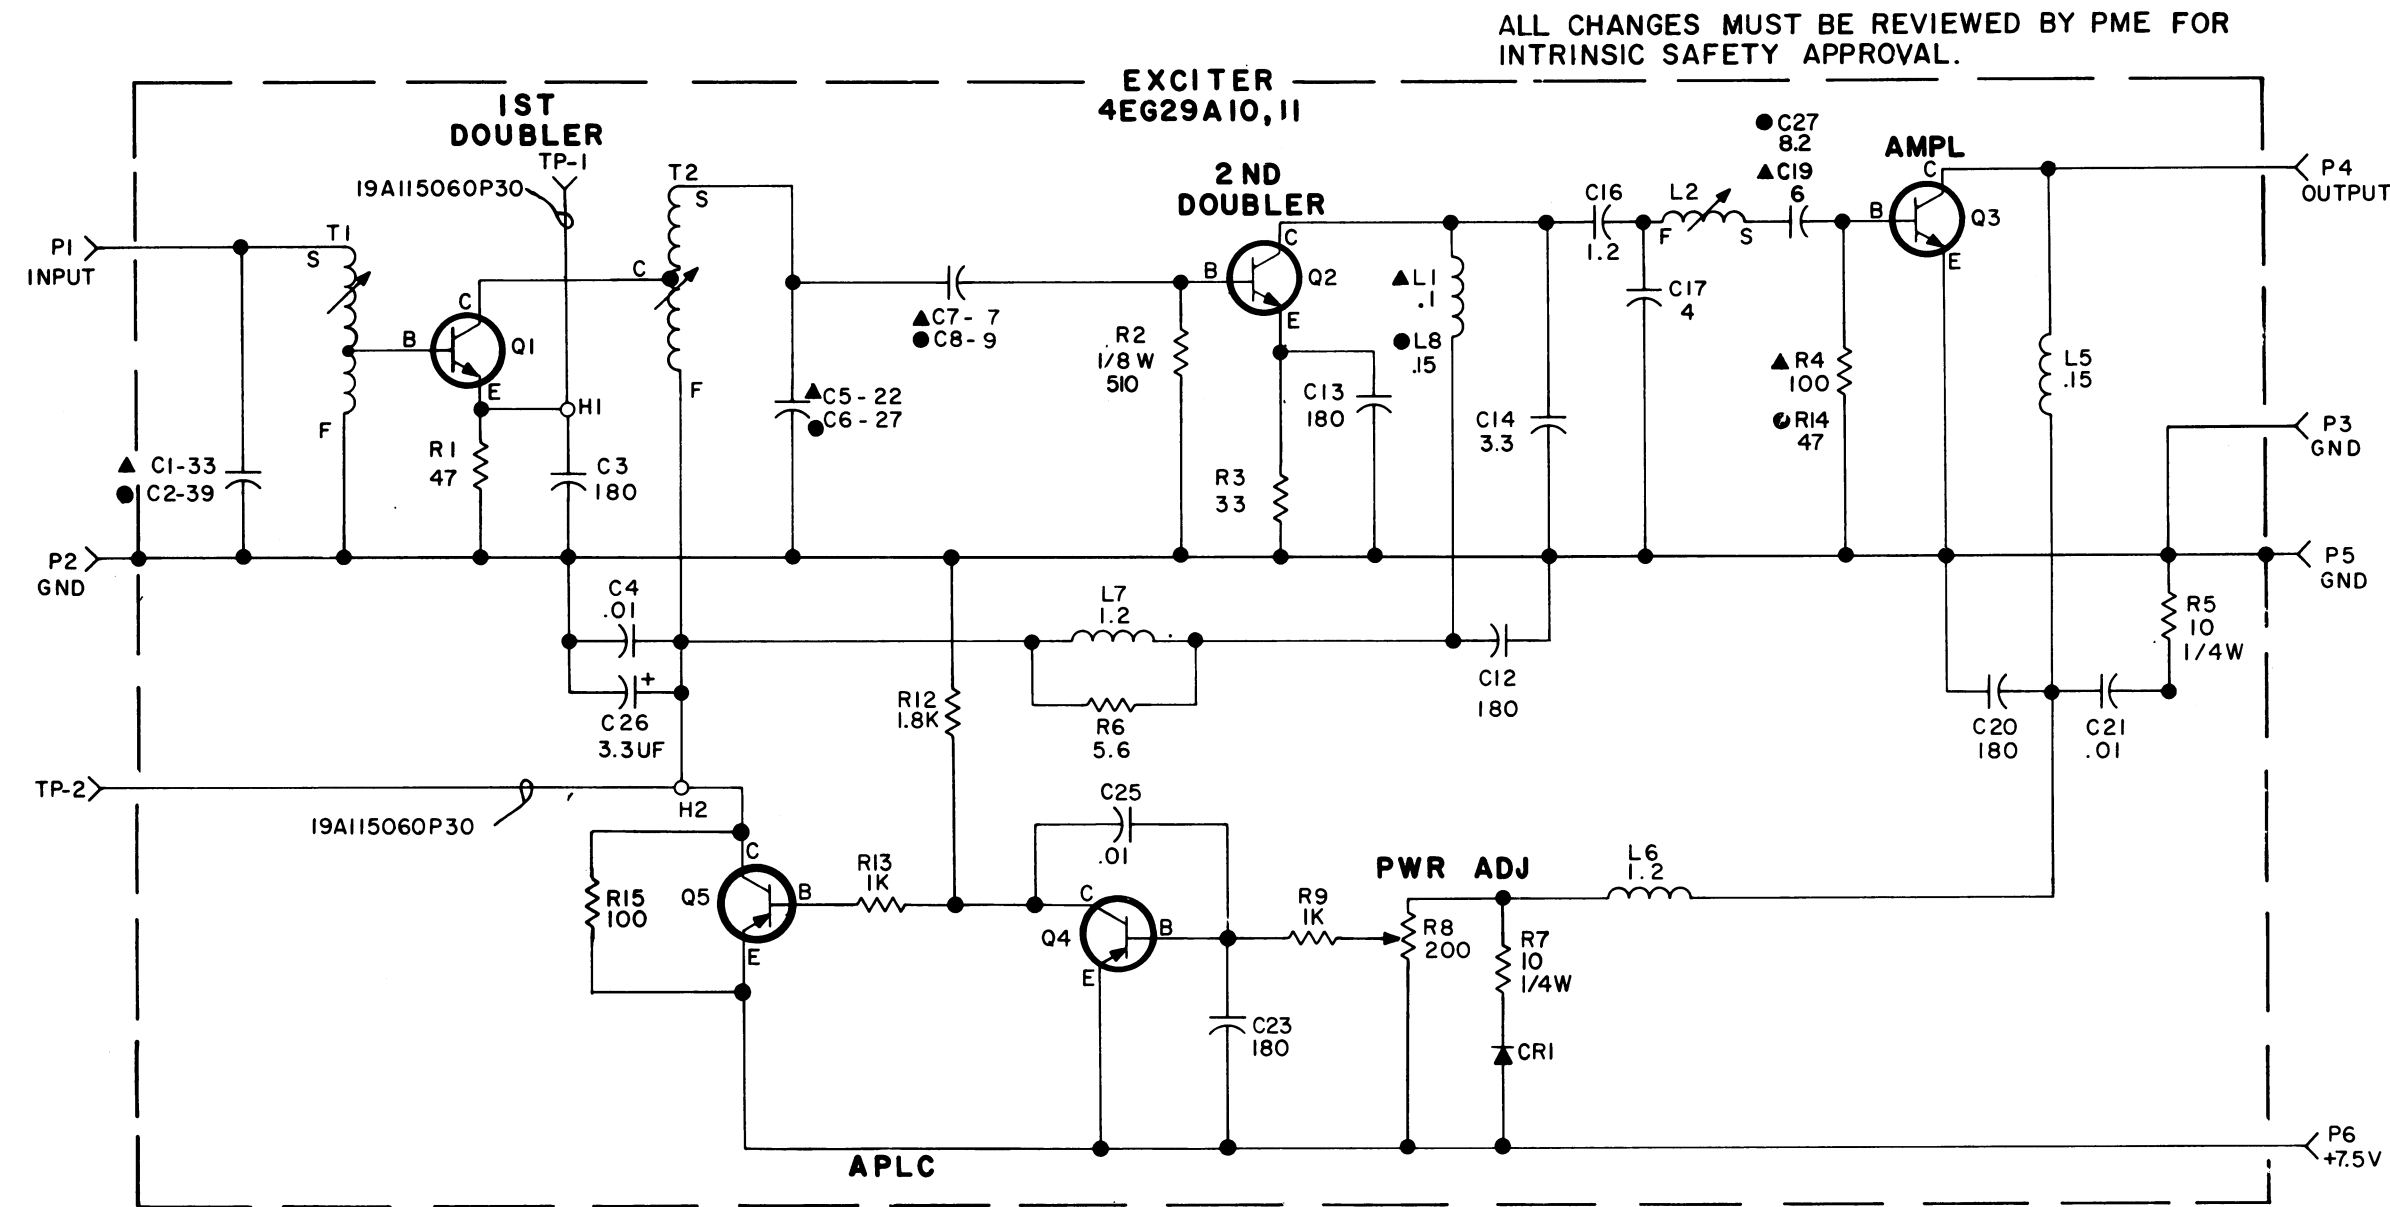 ALL CHANGES MUST BE REVIEWED BY PME FOR
INTRINSIC SAFETY APPROVAL.
EXCITER
4EG29A10,11
1ST
DOUBLER
TP-1
19A115060P30
T2
S
C
F
2ND
DOUBLER
C27
8.2
C19
6
AMPL
C
B
Q3
E
P4
OUTPUT
P1
INPUT
T1
S
F
C
B
Q1
E
H1
R1
47
C3
180
C1-33
C2-39
C5-22
C6-27
C7-7
C8-9
R2
1/8W
510
C
B
Q2
E
C13
180
R3
33
L1
.1
L8
.15
C14
3.3
C16
1.2
L2
F
S
C17
4
R4
100
R14
47
L5
.15
P3
GND
P2
GND
P5
GND
C4
.01
C26
3.3UF
+
L7
1.2
R6
5.6
C12
180
R12
1.8K
R5
10
1/4W
C20
180
C21
.01
TP-2
19A115060P30
H2
C
Q5
B
E
R15
100
R13
1K
C25
.01
C
Q4
B
E
R9
1K
PWR ADJ
R8
200
L6
1.2
R7
10
1/4W
CR1
C23
180
APLC
P6
+7.5V